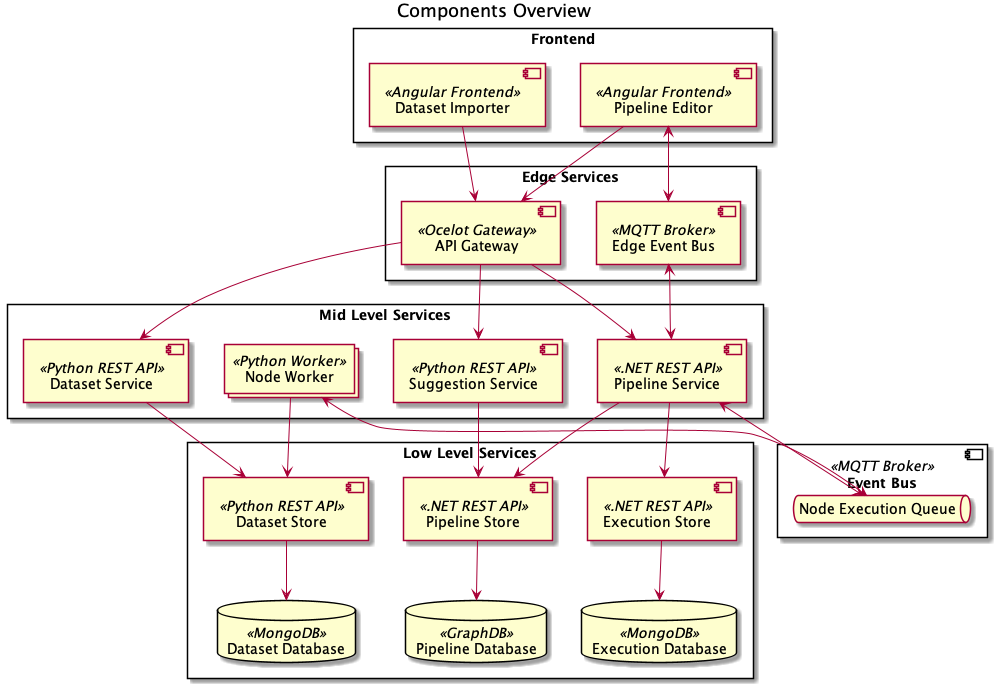 Components Overview
Frontend
«Angular Frontend»
Dataset Importer
«Angular Frontend»
Pipeline Editor
Edge Services
«Ocelot Gateway»
API Gateway
«MQTT Broker»
Edge Event Bus
Mid Level Services
«Python REST API»
Dataset Service
«Python Worker»
Node Worker
«Python REST API»
Suggestion Service
«.NET REST API»
Pipeline Service
Low Level Services
«Python REST API»
Dataset Store
«.NET REST API»
Pipeline Store
«.NET REST API»
Execution Store
«MQTT Broker»
Event Bus
Node Execution Queue
«MongoDB»
Dataset Database
«GraphDB»
Pipeline Database
«MongoDB»
Execution Database